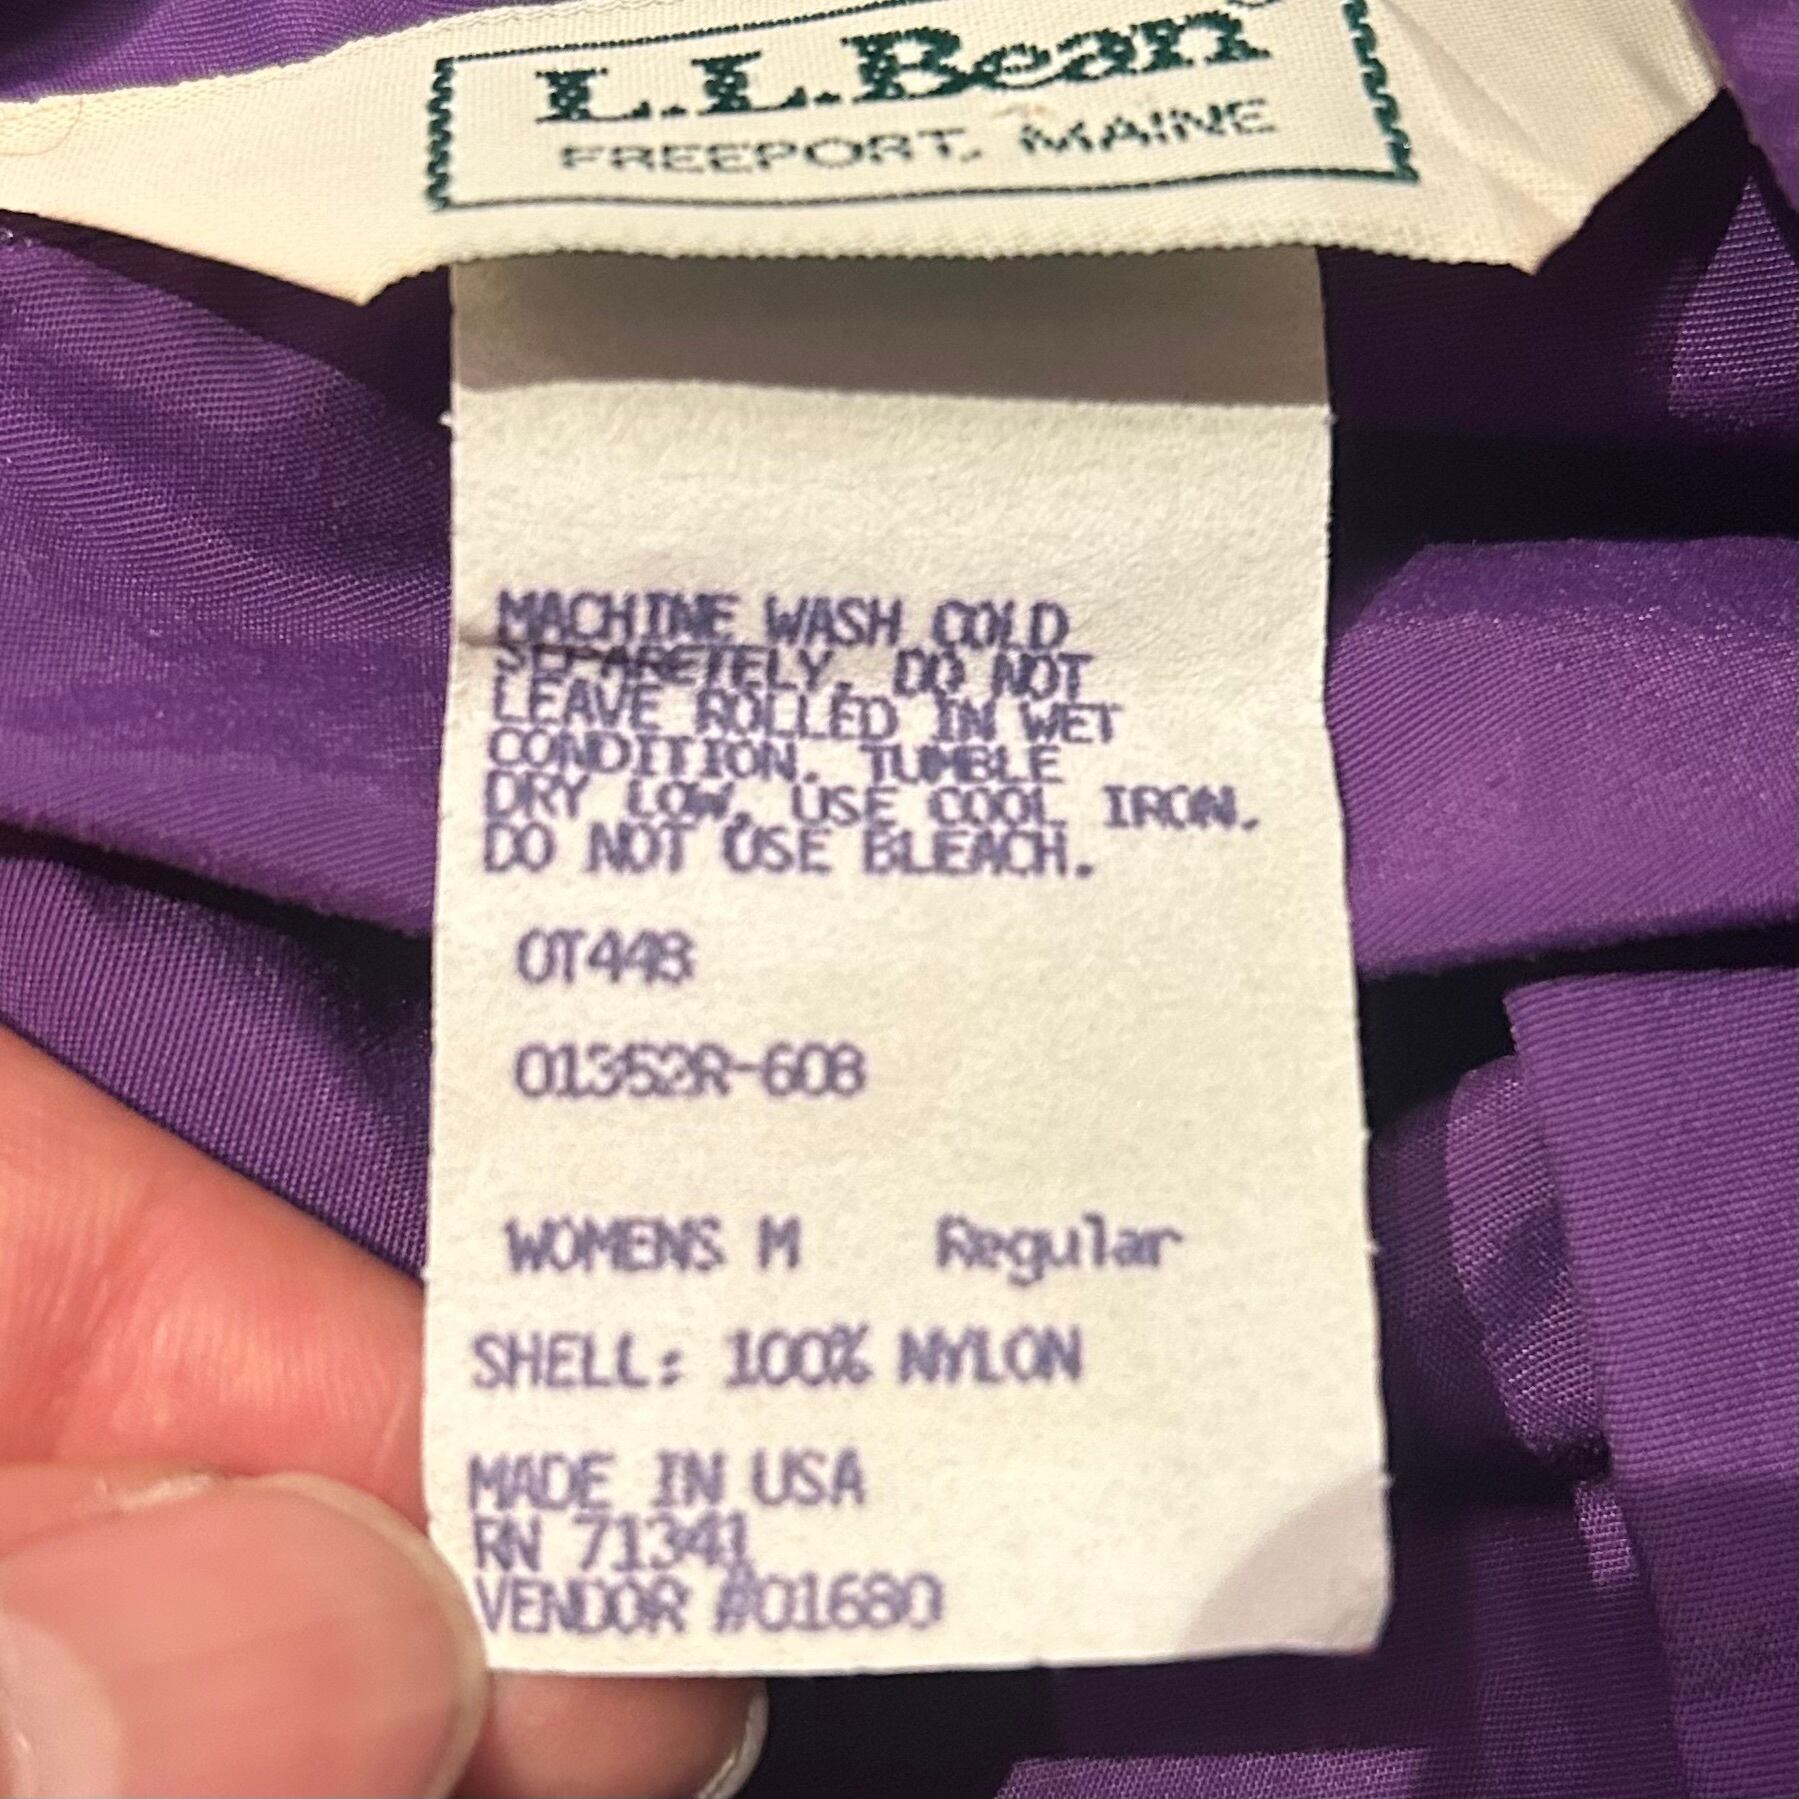 L.L.Bean
FREEPORT, MAINE
MACHINE WASH COLD
SEPARETELY. DO NOT
LEAVE ROLLED IN WET
CONDITION. TUMBLE
DRY LOW. USE COOL IRON.
DO NOT USE BLEACH.
OT448
01352R-608
WOMENS M Regular
SHELL: 100% NYLON
MADE IN USA
RN 71341
VENDOR #01680